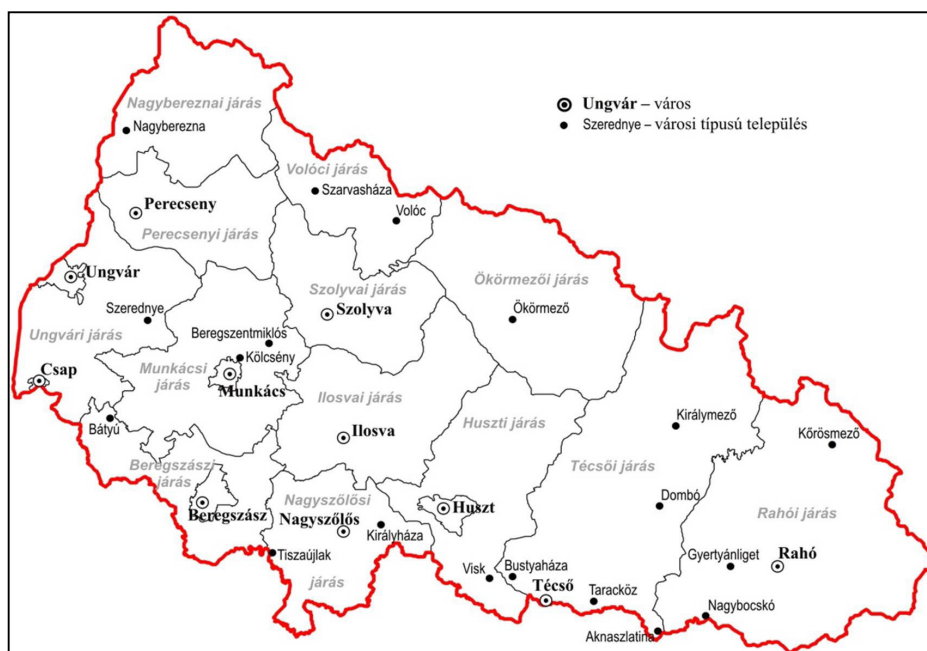 Ungvár – város
Szerednye – városi típusú település
Nagybereznai járás
Nagyberezna
Volóci járás
Szarvasháza
Volóc
Perecseny
Perecsenyi járás
Ungvár
Szerednye
Ungvári járás
Szolyvai járás
Szolyva
Ökörmezői járás
Ökörmező
Beregszentmiklós
Kölcsény
Munkácsi
járás
Munkács
Csap
Bátyú
Ilosvai járás
Ilosva
Huszti járás
Huszt
Királymező
Kőrösmező
Técsői járás
Dombó
Beregszászi
járás
Beregszász
Nagyszőlősi
Nagyszőlős
Királyháza
járás
Tiszaújlak
Rahói járás
Gyertyánliget
Rahó
Visk
Bustyaháza
Técső
Taracköz
Nagybocskó
Aknaszlatina